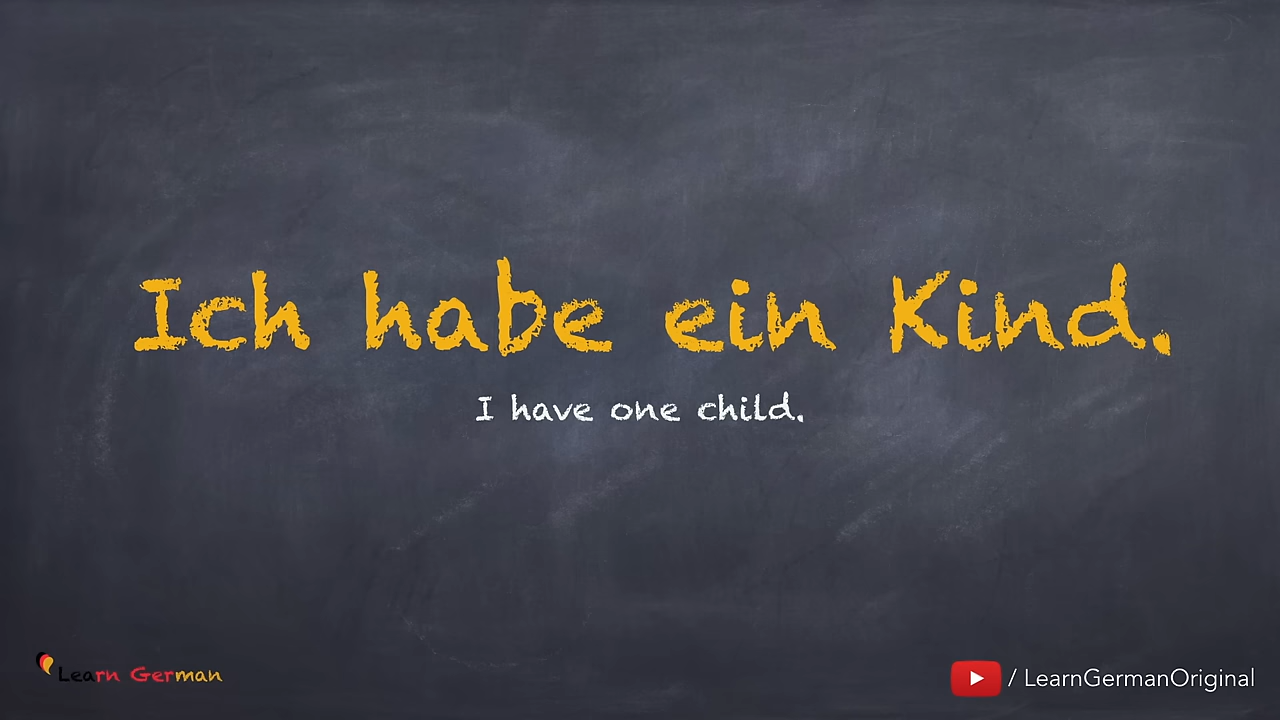 Ich habe ein Kind.
I have one child.
Learn German
/ LearnGermanOriginal